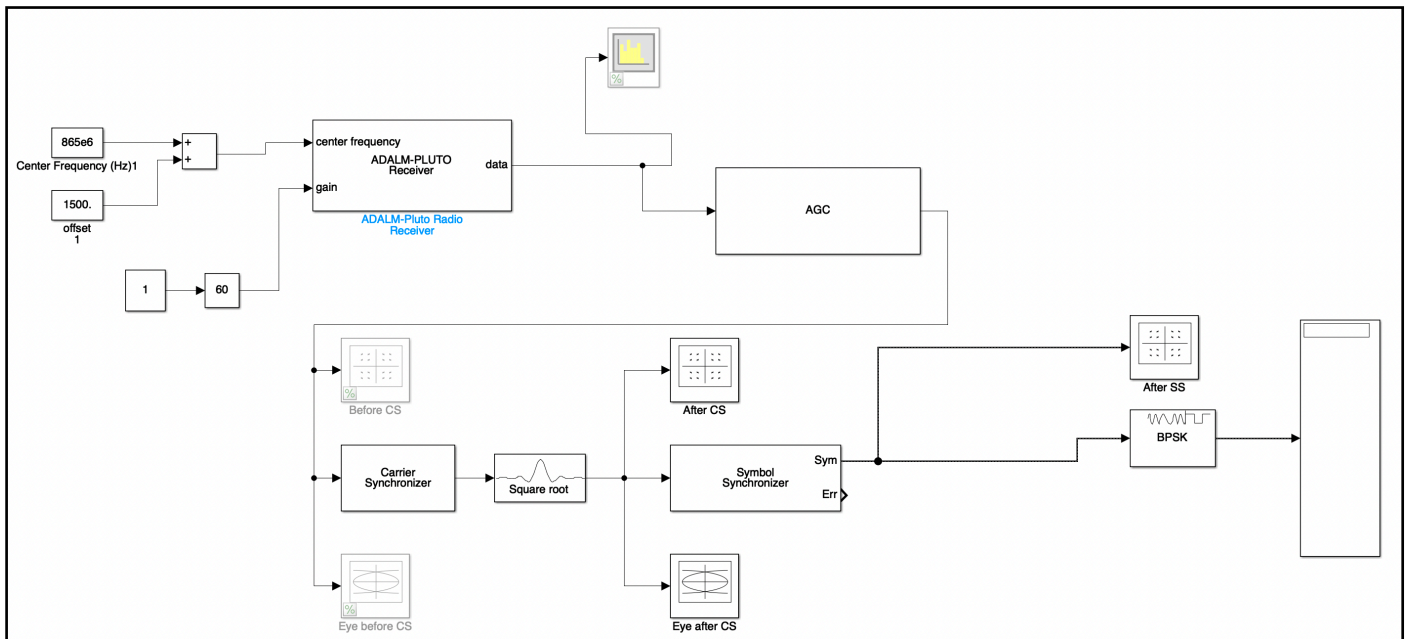 865e6
Center Frequency (Hz)1
1500.
offset
1
+
+
1
60
center frequency
gain
ADALM-PLUTO
Receiver
data
ADALM-Pluto Radio
Receiver
%
AGC
%
Before CS
Carrier
Synchronizer
%
Eye before CS
Square root
After CS
Symbol
Synchronizer
Sym
Err
Eye after CS
After SS
BPSK